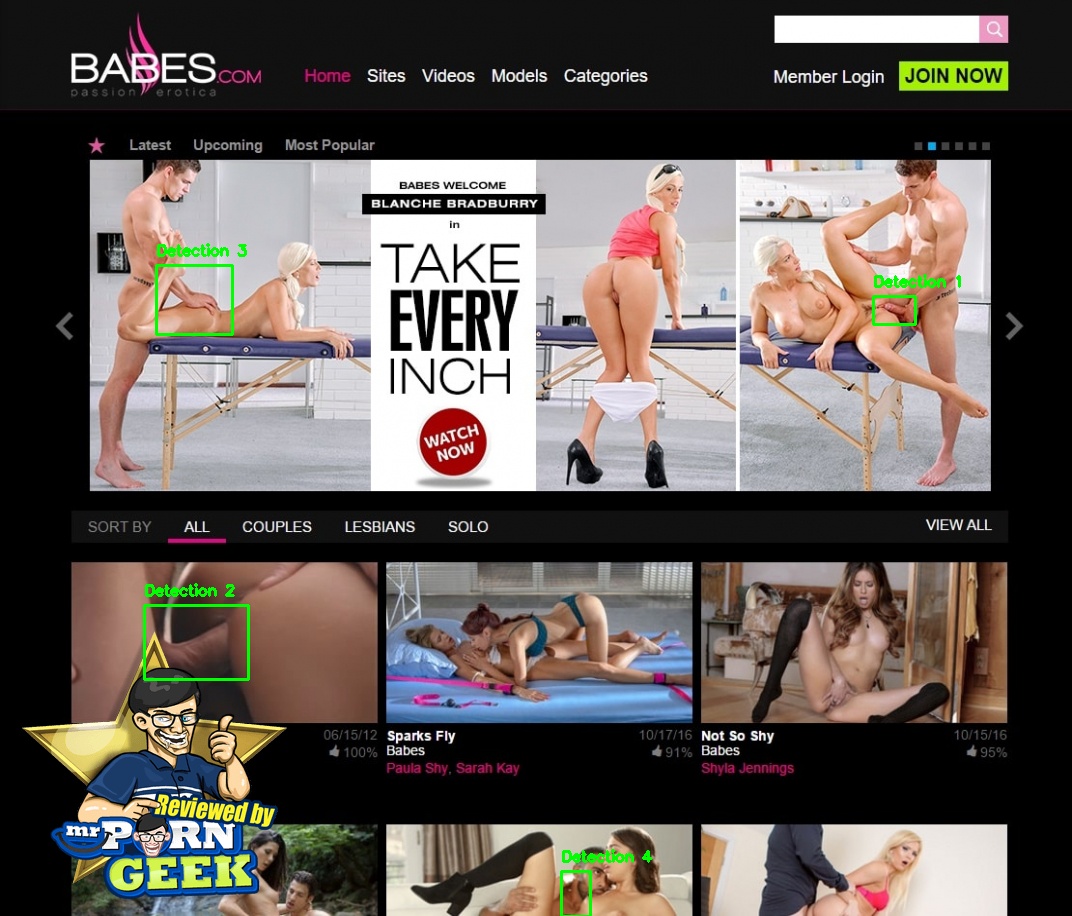 BABES.COM
passion erotica
Home Sites Videos Models Categories
Member Login JOIN NOW
Latest Upcoming Most Popular
BABES WELCOME
BLANCHE BRADBURRY
in
TAKE
EVERY
INCH
WATCH
NOW
Detection 3
Detection 1
SORT BY ALL COUPLES LESBIANS SOLO VIEW ALL
Detection 2
06/15/12
100%
Sparks Fly 10/17/16
Babes 91%
Paula Shy, Sarah Kay
Not So Shy 10/15/16
Babes 95%
Shyla Jennings
Reviewed by
mr PORN
GEEK
Detection 4